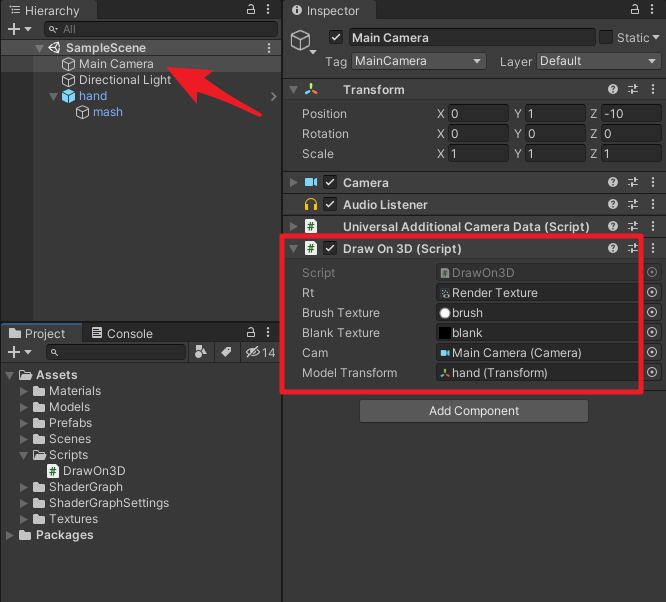 Hierarchy
All
SampleScene
Main Camera
Directional Light
hand
mash
Project
Console
14
Assets
Materials
Models
Prefabs
Scenes
Scripts
# DrawOn3D
ShaderGraph
ShaderGraphSettings
Textures
Packages
Inspector
Main Camera
Static
Tag MainCamera Layer Default
Transform
Position X 0 Y 1 Z -10
Rotation X 0 Y 0 Z 0
Scale X 1 Y 1 Z 1
Camera
Audio Listener
# Universal Additional Camera Data (Script)
# Draw On 3D (Script)
Script # DrawOn3D
Rt Render Texture
Brush Texture brush
Blank Texture blank
Cam Main Camera (Camera)
Model Transform hand (Transform)
Add Component